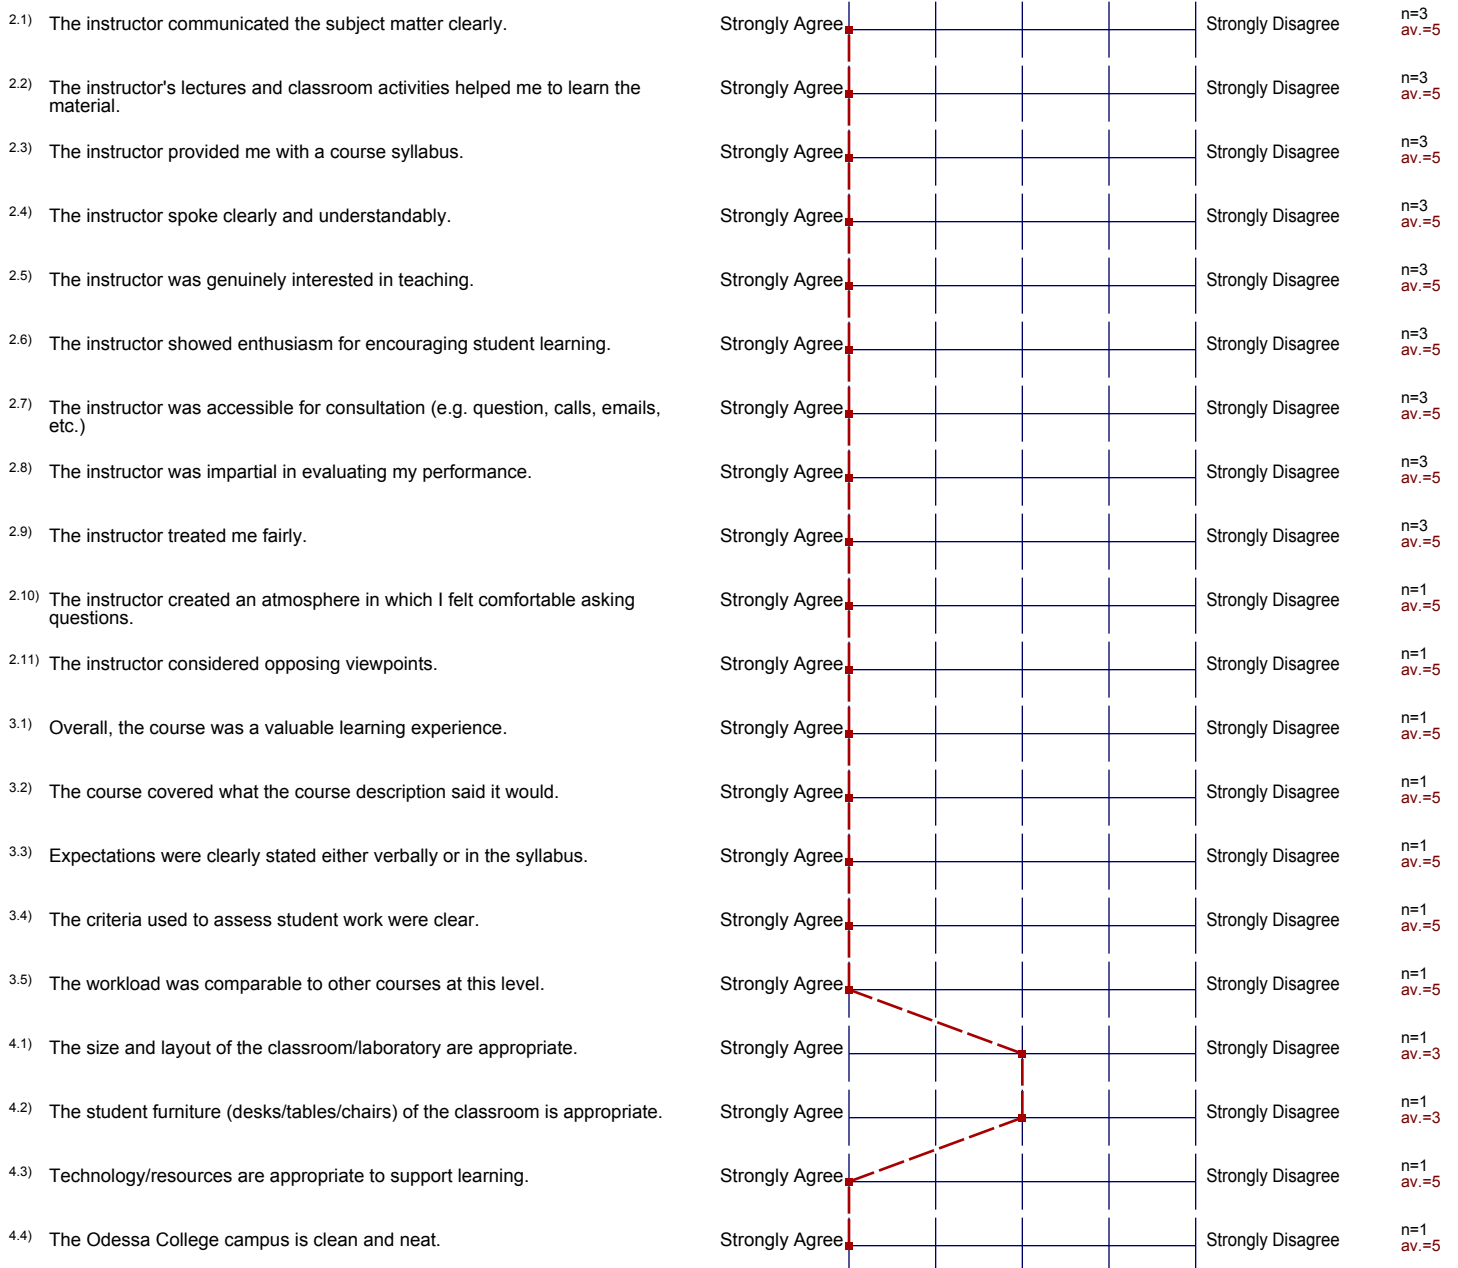 2.1) The instructor communicated the subject matter clearly. Strongly Agree Strongly Disagree n=3
av.=5
2.2) The instructor's lectures and classroom activities helped me to learn the
material. Strongly Agree Strongly Disagree n=3
av.=5
2.3) The instructor provided me with a course syllabus. Strongly Agree Strongly Disagree n=3
av.=5
2.4) The instructor spoke clearly and understandably. Strongly Agree Strongly Disagree n=3
av.=5
2.5) The instructor was genuinely interested in teaching. Strongly Agree Strongly Disagree n=3
av.=5
2.6) The instructor showed enthusiasm for encouraging student learning. Strongly Agree Strongly Disagree n=3
av.=5
2.7) The instructor was accessible for consultation (e.g. question, calls, emails,
etc.) Strongly Agree Strongly Disagree n=3
av.=5
2.8) The instructor was impartial in evaluating my performance. Strongly Agree Strongly Disagree n=3
av.=5
2.9) The instructor treated me fairly. Strongly Agree Strongly Disagree n=3
av.=5
2.10) The instructor created an atmosphere in which I felt comfortable asking
questions. Strongly Agree Strongly Disagree n=1
av.=5
2.11) The instructor considered opposing viewpoints. Strongly Agree Strongly Disagree n=1
av.=5
3.1) Overall, the course was a valuable learning experience. Strongly Agree Strongly Disagree n=1
av.=5
3.2) The course covered what the course description said it would. Strongly Agree Strongly Disagree n=1
av.=5
3.3) Expectations were clearly stated either verbally or in the syllabus. Strongly Agree Strongly Disagree n=1
av.=5
3.4) The criteria used to assess student work were clear. Strongly Agree Strongly Disagree n=1
av.=5
3.5) The workload was comparable to other courses at this level. Strongly Agree Strongly Disagree n=1
av.=5
4.1) The size and layout of the classroom/laboratory are appropriate. Strongly Agree Strongly Disagree n=1
av.=3
4.2) The student furniture (desks/tables/chairs) of the classroom is appropriate. Strongly Agree Strongly Disagree n=1
av.=3
4.3) Technology/resources are appropriate to support learning. Strongly Agree Strongly Disagree n=1
av.=5
4.4) The Odessa College campus is clean and neat. Strongly Agree Strongly Disagree n=1
av.=5